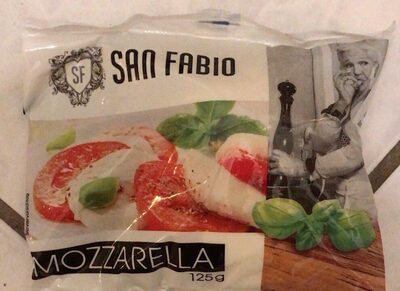 SF
SAN FABIO
MOZZARELLA
125g